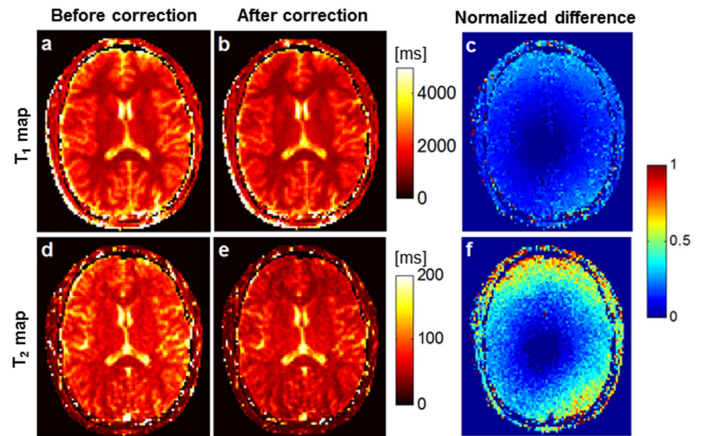 Before correction After correction Normalized difference
a b c
[ms]
4000
2000
0
T1 map
1
0.5
0
d e f
[ms]
200
100
0
T2 map